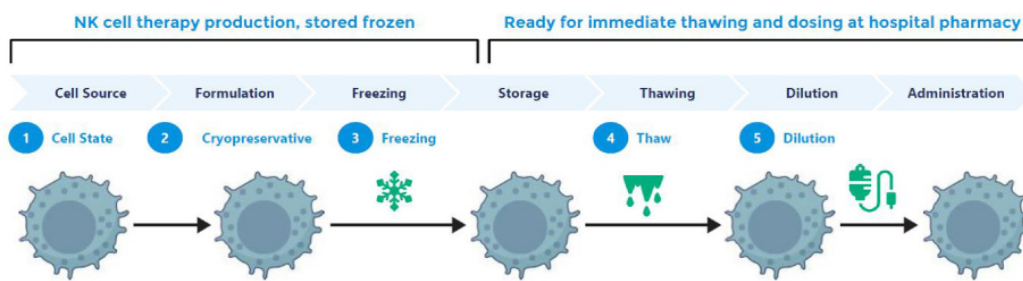 NK cell therapy production, stored frozen
Ready for immediate thawing and dosing at hospital pharmacy
Cell Source
Formulation
Freezing
Storage
Thawing
Dilution
Administration
1 Cell State
2 Cryopreservative
3 Freezing
4 Thaw
5 Dilution